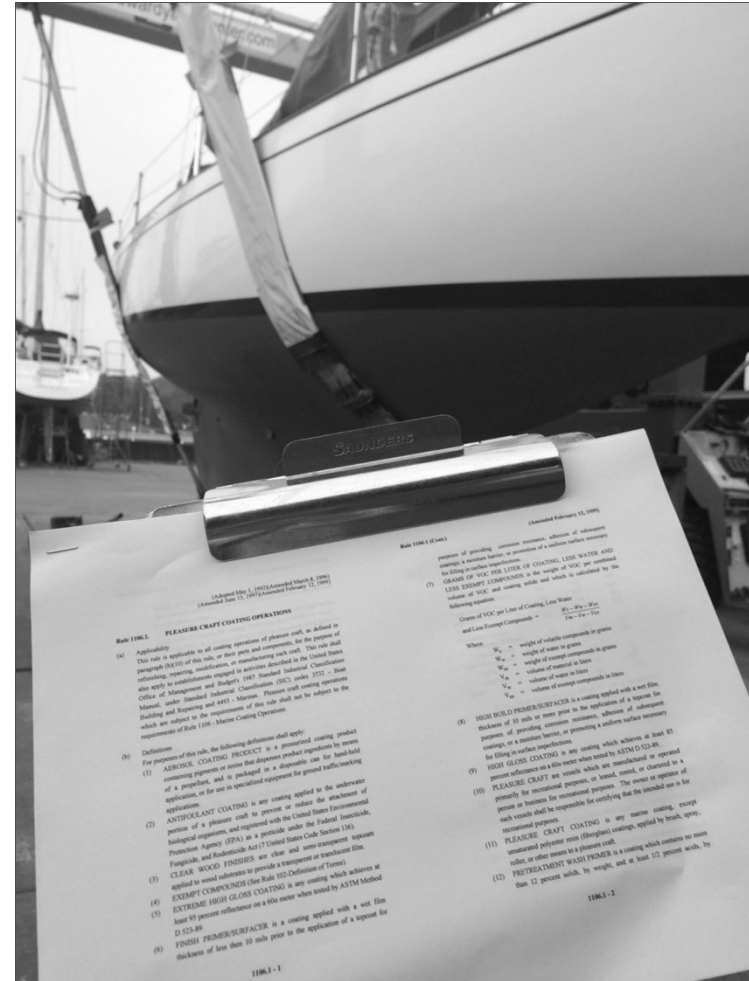 wardy
er.com
SAUNDERS
(Adopted May 1, 1992)(Amended March 8, 1996)
(Amended June 13, 1997)(Amended February 12, 1999)
Rule 1106.1. PLEASURE CRAFT COATING OPERATIONS
(a) Applicability
This rule is applicable to all coating operations of pleasure craft, as defined in
paragraph (b)(10) of this rule, or their parts and components, for the purpose of
refinishing, repairing, modification, or manufacturing such craft. This rule shall
also apply to establishments engaged in activities described in the United States
Office of Management and Budget's 1987 Standard Industrial Classification
Manual, under Standard Industrial Classification (SIC) codes 3732 - Boat
Building and Repairing and 4493 - Marinas. Pleasure craft coating operations
which are subject to the requirements of this rule shall not be subject to the
requirements of Rule 1106 - Marine Coating Operations.
(b) Definitions
For purposes of this rule, the following definitions shall apply:
(1) AEROSOL COATING PRODUCT is a pressurized coating product
containing pigments or resins that dispenses product ingredients by means
of a propellant, and is packaged in a disposable can for hand-held
application, or for use in specialized equipment for ground traffic/marking
applications.
(2) ANTIFOULANT COATING is any coating applied to the underwater
portion of a pleasure craft to prevent or reduce the attachment of
biological organisms, and registered with the United States Environmental
Protection Agency (EPA) as a pesticide under the Federal Insecticide,
Fungicide, and Rodenticide Act (7 United States Code Section 136).
(3) CLEAR WOOD FINISHES are clear and semi-transparent topcoats
applied to wood substrates to provide a transparent or translucent film.
(4) EXEMPT COMPOUNDS (See Rule 102-Definition of Terms).
(5) EXTREME HIGH GLOSS COATING is any coating which achieves at
least 95 percent reflectance on a 60o meter when tested by ASTM Method
D 523-89.
(6) FINISH PRIMER/SURFACER is a coating applied with a wet film
thickness of less then 10 mils prior to the application of a topcoat for
1106.1 - 1
Rule 1106.1 (Cont.) (Amended February 12, 1999)
purposes of providing corrosion resistance, adhesion of subsequent
coatings, a moisture barrier, or promotion of a uniform surface necessary
for filling in surface imperfections.
(7) GRAMS OF VOC PER LITER OF COATING, LESS WATER AND
LESS EXEMPT COMPOUNDS is the weight of VOC per combined
volume of VOC and coating solids and which is calculated by the
following equation:
Grams of VOC per Liter of Coating, Less Water
and Less Exempt Compounds = Ws - Ww - Wes
Vm - Vw - Ves
Where:
Ws = weight of volatile compounds in grams
Ww = weight of water in grams
Wes = weight of exempt compounds in grams
Vm = volume of material in liters
Vw = volume of water in liters
Ves = volume of exempt compounds in liters
(8) HIGH BUILD PRIMER/SURFACER is a coating applied with a wet film
thickness of 10 mils or more prior to the application of a topcoat for
purposes of providing corrosion resistance, adhesion of subsequent
coatings, or a moisture barrier, or promoting a uniform surface necessary
for filling in surface imperfections.
(9) HIGH GLOSS COATING is any coating which achieves at least 85
percent reflectance on a 60o meter when tested by ASTM D 523-89.
(10) PLEASURE CRAFT are vessels which are manufactured or operated
primarily for recreational purposes, or leased, rented, or chartered to a
person or business for recreational purposes. The owner or operator of
such vessels shall be responsible for certifying that the intended use is for
recreational purposes.
(11) PLEASURE CRAFT COATING is any marine coating, except
unsaturated polyester resin (fiberglass) coatings, applied by brush, spray,
roller, or other means to a pleasure craft.
(12) PRETREATMENT WASH PRIMER is a coating which contains no more
than 12 percent solids, by weight, and at least 1/2 percent acids, by
1106.1 - 2